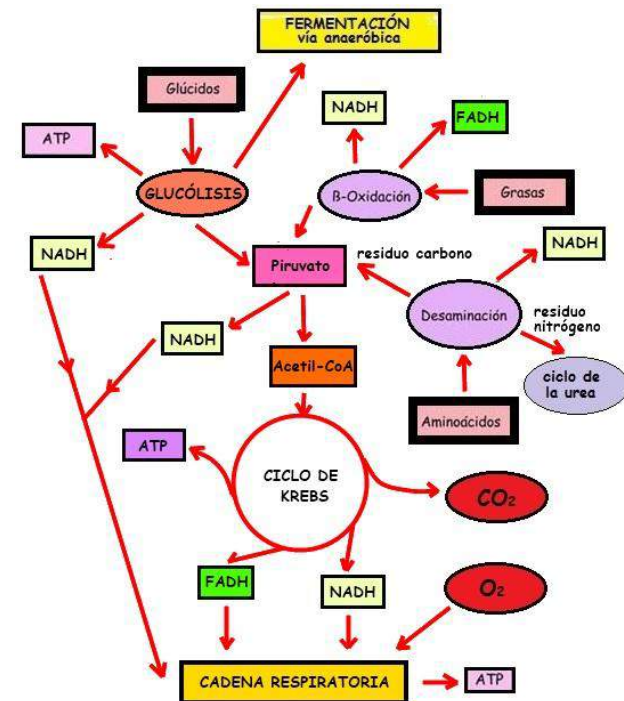 FERMENTACIÓN
vía anaeróbica
Glúcidos
NADH
FADH
ATP
GLUCÓLISIS
ß-Oxidación
Grasas
NADH
NADH
Piruvato
residuo carbono
Desaminación
residuo
nitrógeno
NADH
Acetil-CoA
ciclo de
la urea
Aminoácidos
ATP
CICLO DE
KREBS
CO₂
FADH
NADH
O₂
CADENA RESPIRATORIA
ATP